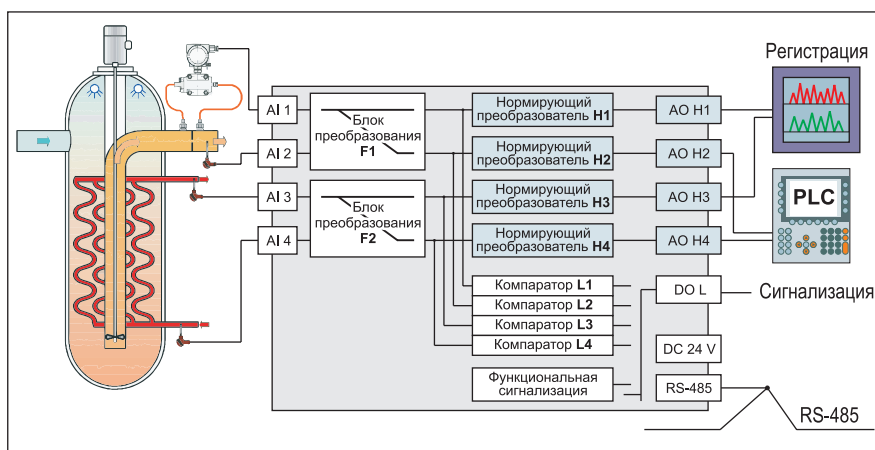 Регистрация
AI 1
Блок
преобразования
F1
Нормирующий
преобразователь H1
AO H1
AI 2
Нормирующий
преобразователь H2
AO H2
AI 3
Блок
преобразования
F2
Нормирующий
преобразователь H3
AO H3
PLC
AI 4
Нормирующий
преобразователь H4
AO H4
Компаратор L1
Компаратор L2
Компаратор L3
Компаратор L4
DO L
Сигнализация
DC 24 V
Функциональная
сигнализация
RS-485
RS-485